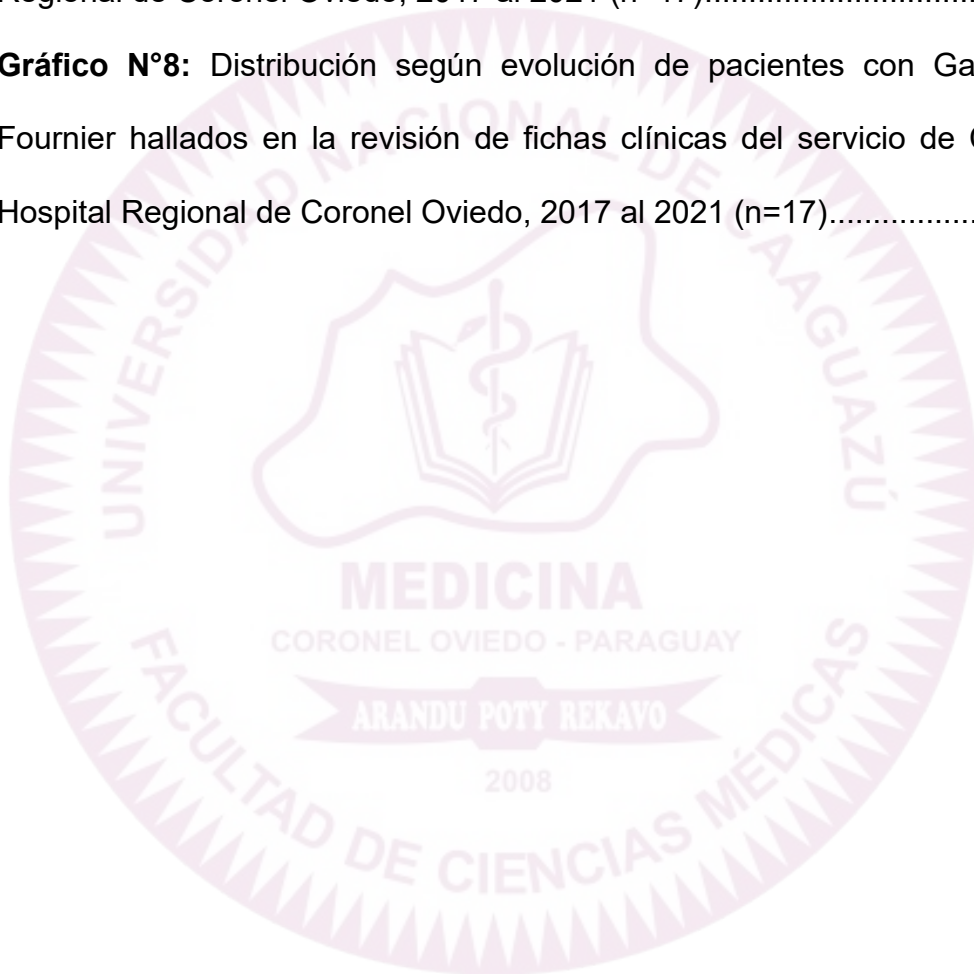 Regional de Coronel Oviedo, 2017 al 2021 (n=17)..............................
Gráfico N°8: Distribución según evolución de pacientes con
Fournier hallados en la revisión de fichas clínicas del servicio de
Hospital Regional de Coronel Oviedo, 2017 al 2021 (n=17).................
UNIVERSIDAD NACIONAL DE CAAGUAZÚ
MEDICINA
CORONEL OVIEDO - PARAGUAY
ARANDU POTY REKAVO
2008
FACULTAD DE CIENCIAS MÉDICAS